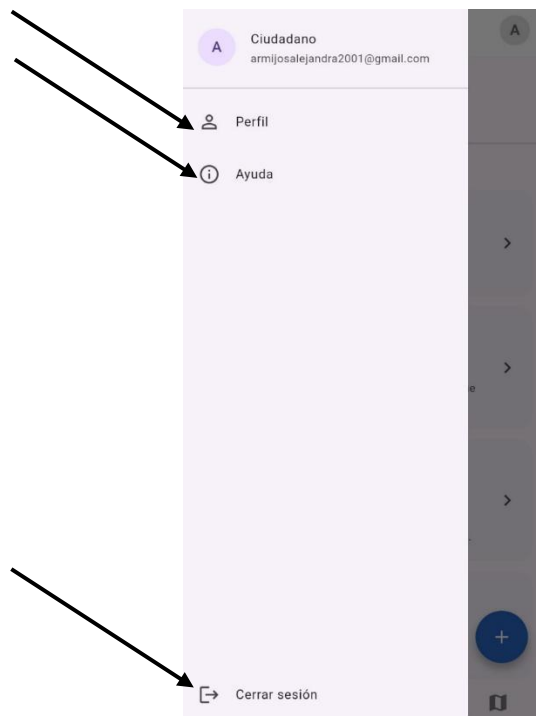 A
Ciudadano
armijosalejandra2001@gmail.com
A
Perfil
Ayuda
e
Cerrar sesión